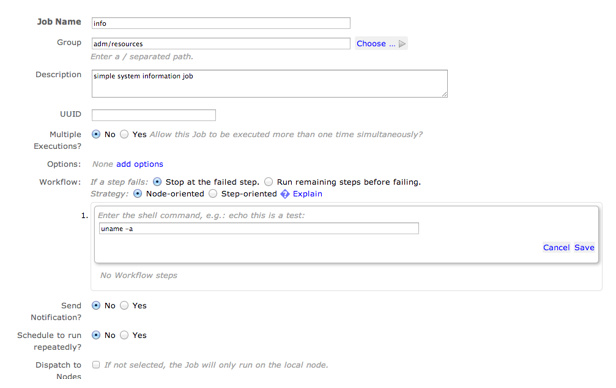 Job Name info
Group adm/resources Choose ...
Enter a / separated path.
Description simple system information job
UUID
Multiple Executions? No Yes Allow this Job to be executed more than one time simultaneously?
Options: None add options
Workflow: If a step fails: Stop at the failed step. Run remaining steps before failing.
Strategy: Node-oriented Step-oriented Explain
1. Enter the shell command, e.g.: echo this is a test:
uname -a
Cancel Save
No Workflow steps
Send Notification? No Yes
Schedule to run repeatedly? No Yes
Dispatch to Nodes If not selected, the Job will only run on the local node.